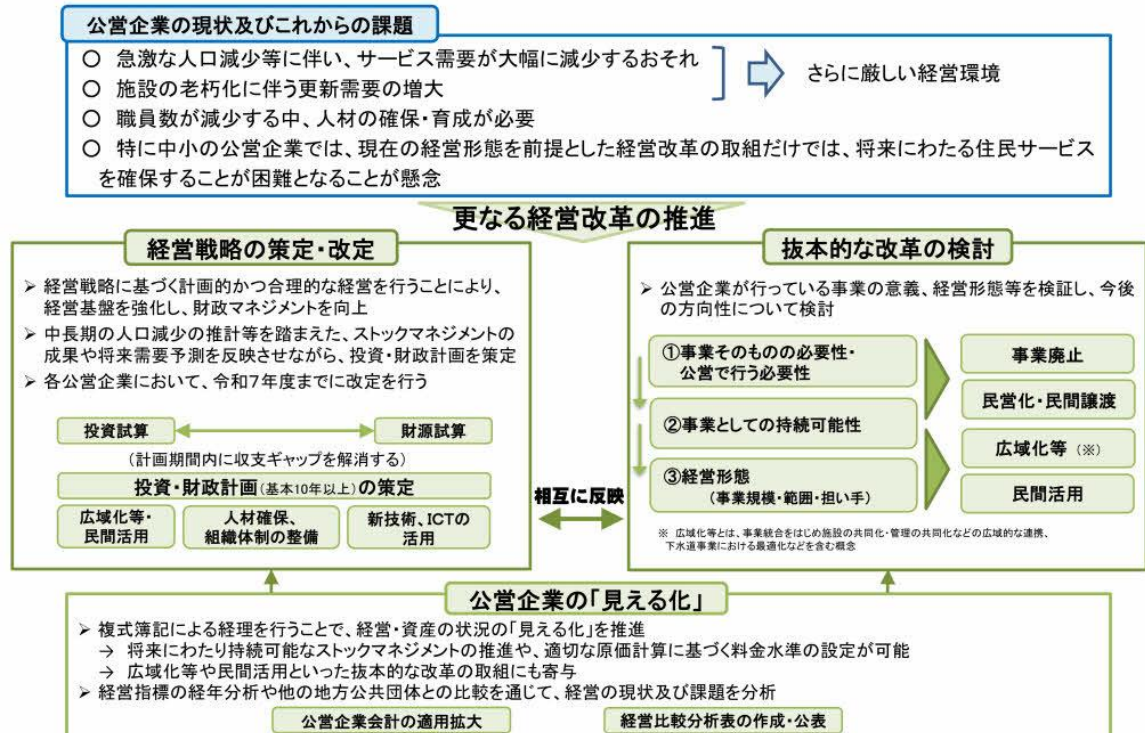 公営企業の現状及びこれからの課題
○ 急激な人口減少等に伴い、サービス需要が大幅に減少するおそれ
○ 施設の老朽化に伴う更新需要の増大
さらに厳しい経営環境
○ 職員数が減少する中、人材の確保・育成が必要
○ 特に中小の公営企業では、現在の経営形態を前提とした経営改革の取組だけでは、将来にわたる住民サービス
を確保することが困難となることが懸念
更なる経営改革の推進
経営戦略の策定・改定
➢ 経営戦略に基づく計画的かつ合理的な経営を行うことにより、
経営基盤を強化し、財政マネジメントを向上
➢ 中長期の人口減少の推計等を踏まえた、ストックマネジメントの
成果や将来需要予測を反映させながら、投資・財政計画を策定
➢ 各公営企業において、令和7年度までに改定を行う
投資試算
財源試算
(計画期間内に収支ギャップを解消する)
投資・財政計画(基本10年以上)の策定
広域化等・
民間活用
人材確保、
組織体制の整備
新技術、ICTの
活用
相互に反映
抜本的な改革の検討
➢ 公営企業が行っている事業の意義、経営形態等を検証し、今後
の方向性について検討
①事業そのものの必要性・
公営で行う必要性
②事業としての持続可能性
③経営形態
(事業規模・範囲・担い手)
事業廃止
民営化・民間譲渡
広域化等 (※)
民間活用
※ 広域化等とは、事業統合をはじめ施設の共同化・管理の共同化などの広域的な連携、
下水道事業における最適化などを含む概念
公営企業の「見える化」
➢ 複式簿記による経理を行うことで、経営・資産の状況の「見える化」を推進
→ 将来にわたり持続可能なストックマネジメントの推進や、適切な原価計算に基づく料金水準の設定が可能
→ 広域化等や民間活用といった抜本的な改革の取組にも寄与
➢ 経営指標の経年分析や他の地方公共団体との比較を通じて、経営の現状及び課題を分析
公営企業会計の適用拡大
経営比較分析表の作成・公表